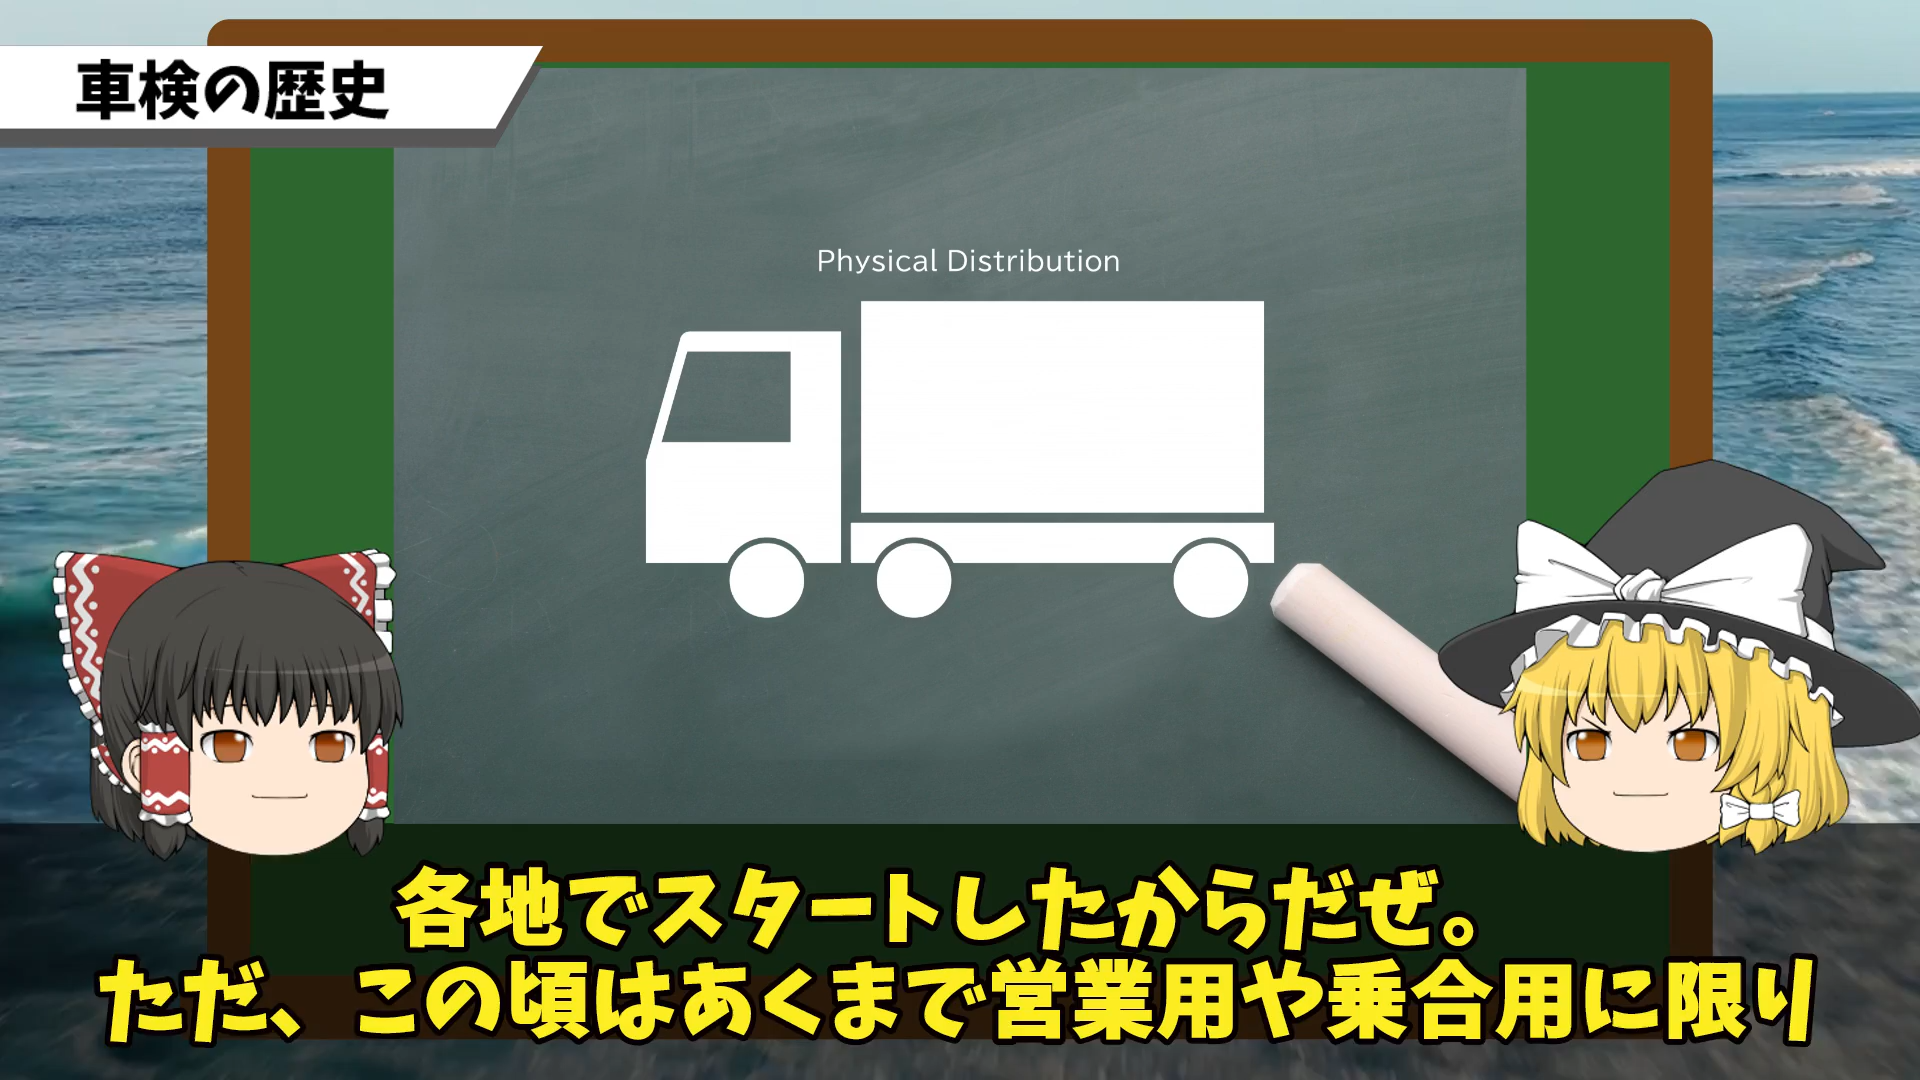 車検の歴史
Physical Distribution
各地でスタートしたからだぜ。
ただ、この頃はあくまで営業用や乗合用に限り